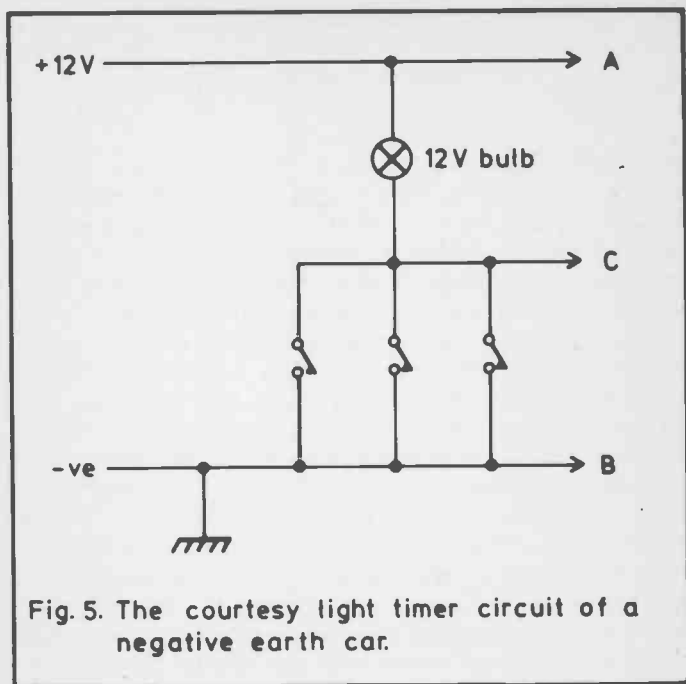 +12V
A
12V bulb
C
-ve
B
Fig. 5. The courtesy light timer circuit of a
negative earth car.